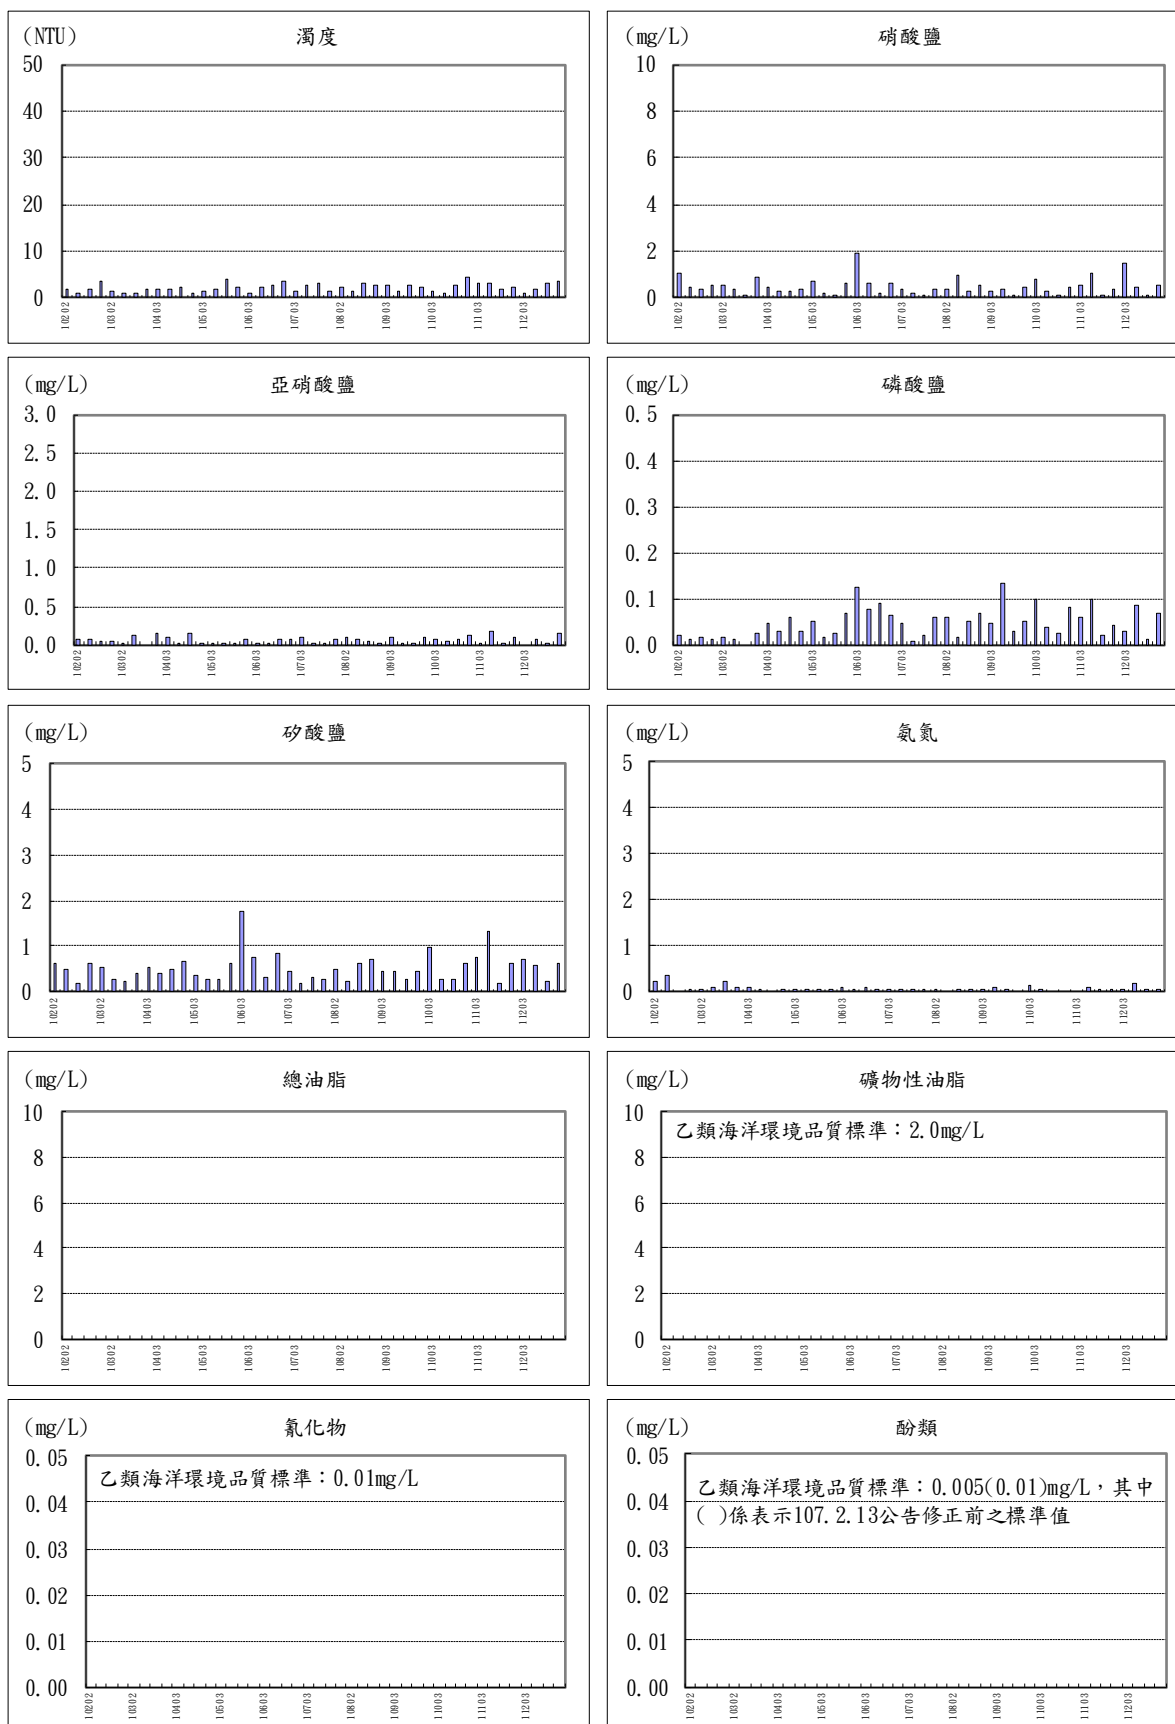 (NTU) 濁度
50
40
30
20
10
0
10202 10302 10403 10503 10603 10703 10802 10903 11003 11103 11203
(mg/L) 硝酸鹽
10
8
6
4
2
0
10202 10302 10403 10503 10603 10703 10802 10903 11003 11103 11203
(mg/L) 亞硝酸鹽
3.0
2.5
2.0
1.5
1.0
0.5
0.0
10202 10302 10403 10503 10603 10703 10802 10903 11003 11103 11203
(mg/L) 磷酸鹽
0.5
0.4
0.3
0.2
0.1
0.0
10202 10302 10403 10503 10603 10703 10802 10903 11003 11103 11203
(mg/L) 矽酸鹽
5
4
3
2
1
0
10202 10302 10403 10503 10603 10703 10802 10903 11003 11103 11203
(mg/L) 氨氮
5
4
3
2
1
0
10202 10302 10403 10503 10603 10703 10802 10903 11003 11103 11203
(mg/L) 總油脂
10
8
6
4
2
0
10202 10302 10403 10503 10603 10703 10802 10903 11003 11103 11203
(mg/L) 礦物性油脂
乙類海洋環境品質標準：2.0mg/L
10
8
6
4
2
0
10202 10302 10403 10503 10603 10703 10802 10903 11003 11103 11203
(mg/L) 氰化物
乙類海洋環境品質標準：0.01mg/L
0.05
0.04
0.03
0.02
0.01
0.00
10202 10302 10403 10503 10603 10703 10802 10903 11003 11103 11203
(mg/L) 酚類
乙類海洋環境品質標準：0.005(0.01)mg/L，其中
( )係表示107.2.13公告修正前之標準值
0.05
0.04
0.03
0.02
0.01
0.00
10202 10302 10403 10503 10603 10703 10802 10903 11003 11103 11203